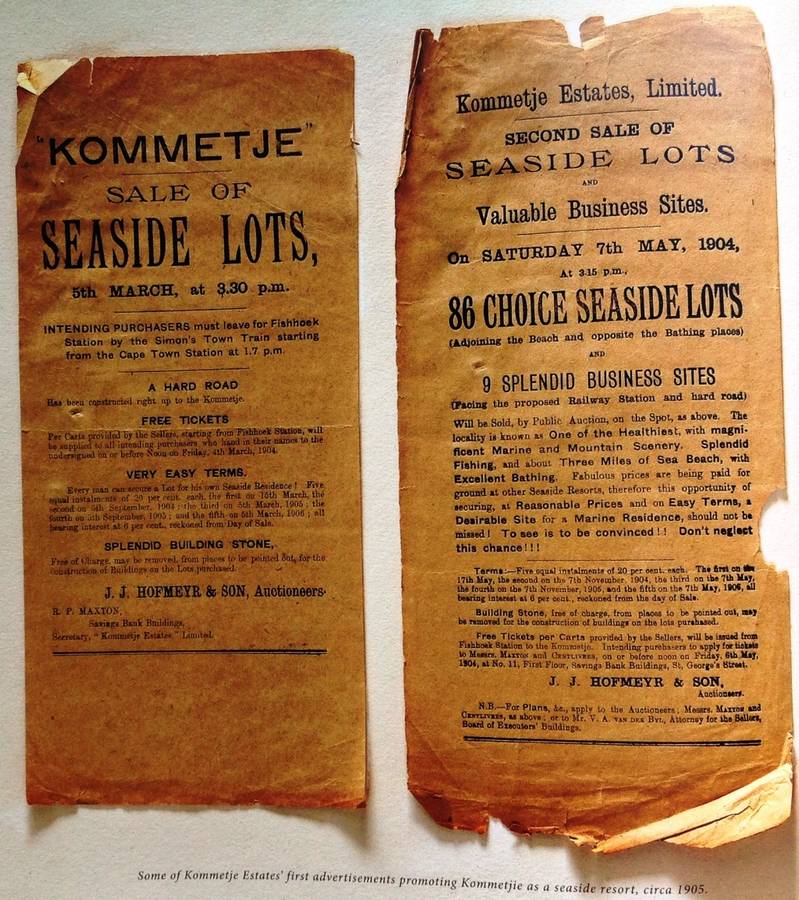 "KOMMETJE"
SALE OF
SEASIDE LOTS,
5th MARCH, at 3.30 p.m.
INTENDING PURCHASERS must leave for Fishhoek
Station by the Simon's Town Train starting
from the Cape Town Station at 1.7 p.m.
A HARD ROAD
Has been constructed right up to the Kommetje.
FREE TICKETS
Per Carts provided by the Sellers, starting from Fishhoek Station, will
be supplied to all intending purchasers who hand in their names to the
undersigned on or before Noon on Friday, 4th March, 1904.
VERY EASY TERMS.
Every man can secure a Lot for his own Seaside Residence! Five
equal instalments of 20 per cent. each, the first on 15th March, the
second on 5th September, 1904; the third on 5th March, 1905; the
fourth on 5th September, 1905; and the fifth on 5th March, 1906; all
bearing interest at 6 per cent., reckoned from Day of Sale.
SPLENDID BUILDING STONE,
Free of Charge, may be removed, from places to be pointed out, for the
construction of Buildings on the Lots purchased.
J. J. HOFMEYR & SON, Auctioneers.
R. P. MAXTON,
Savings Bank Buildings,
Secretary, "Kommetje Estates" Limited.
Kommetje Estates, Limited.
SECOND SALE OF
SEASIDE LOTS
AND
Valuable Business Sites.
On SATURDAY 7th MAY, 1904,
At 3.15 p.m.,
86 CHOICE SEASIDE LOTS
(Adjoining the Beach and opposite the Bathing places)
AND
9 SPLENDID BUSINESS SITES
(Facing the proposed Railway Station and hard road)
Will be Sold, by Public Auction, on the Spot, as above. The
locality is known as One of the Healthiest, with magni-
ficent Marine and Mountain Scenery. Splendid
Fishing, and about Three Miles of Sea Beach, with
Excellent Bathing. Fabulous prices are being paid for
ground at other Seaside Resorts, therefore this opportunity of
securing, at Reasonable Prices and on Easy Terms, a
Desirable Site for a Marine Residence, should not be
missed! To see is to be convinced!! Don't neglect
this chance!!!
Terms:—Five equal instalments of 20 per cent. each. The first on the
17th May, the second on the 7th November, 1904, the third on the 7th May,
the fourth on the 7th November, 1905, and the fifth on the 7th May, 1906, all
bearing interest at 6 per cent., reckoned from the day of Sale.
Building Stone, free of charge, from places to be pointed out, may
be removed for the construction of buildings on the lots purchased.
Free Tickets per Carts provided by the Sellers, will be issued from
Fishhoek Station to the Kommetje. Intending purchasers to apply for tickets
to Messrs. MAXTON and CENTLIVRES, on or before noon on Friday, 6th May,
1904, at No. 11, First Floor, Savings Bank Buildings, St. George's Street.
J. J. HOFMEYR & SON,
Auctioneers.
N.B.—For Plans, &c., apply to the Auctioneers; Messrs. MAXTON and
CENTLIVRES, as above; or to Mr. V. A. VAN DER BYL, Attorney for the Sellers,
Board of Executors' Buildings.
Some of Kommetje Estates' first advertisements promoting Kommetjie as a seaside resort, circa 1905.